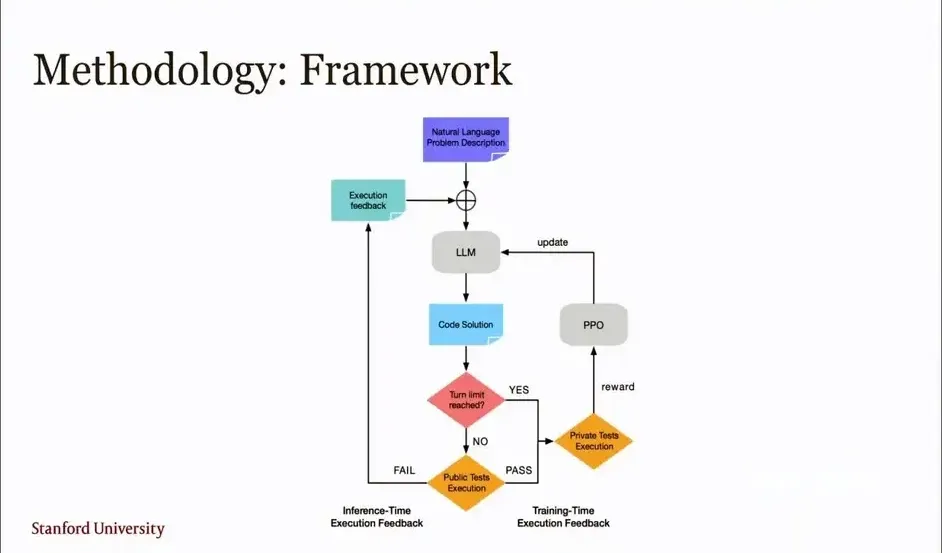 Methodology: Framework
Natural Language
Problem Description
Execution
feedback
LLM
update
Code Solution
PPO
Turn limit
reached?
YES
reward
NO
Private Tests
Execution
FAIL
Public Tests
Execution
PASS
Inference-Time
Execution Feedback
Training-Time
Execution Feedback
Stanford University